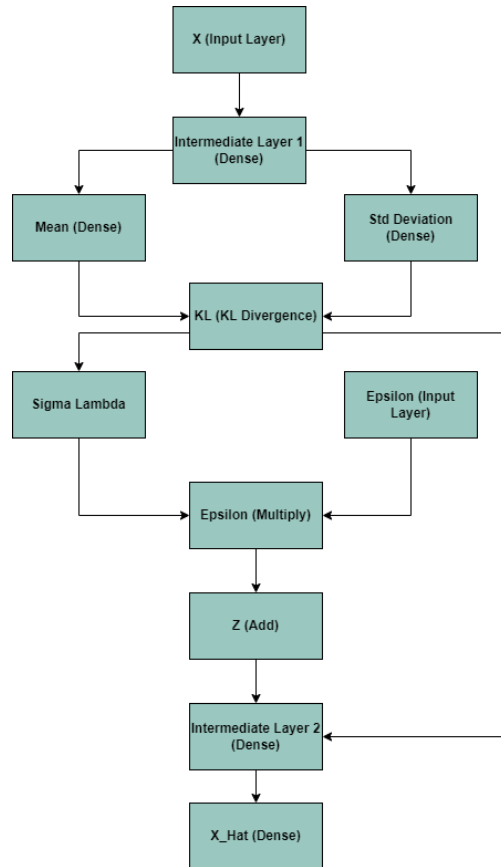 X (Input Layer)
Intermediate Layer 1
(Dense)
Mean (Dense)
Std Deviation
(Dense)
KL (KL Divergence)
Sigma Lambda
Epsilon (Input
Layer)
Epsilon (Multiply)
Z (Add)
Intermediate Layer 2
(Dense)
X_Hat (Dense)